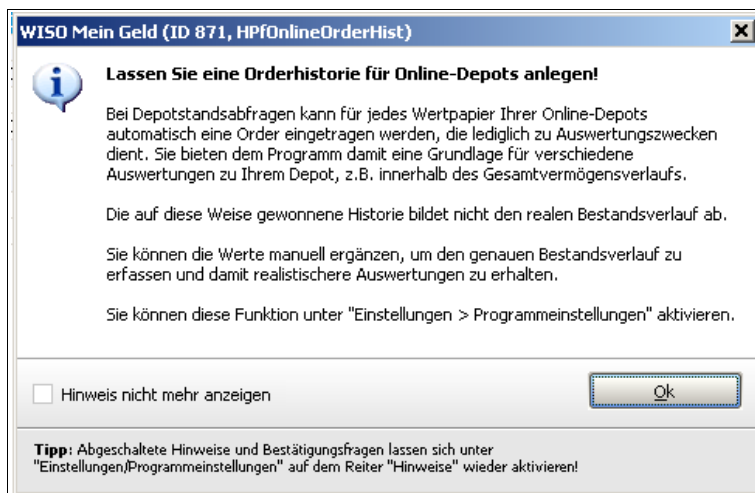 WISO Mein Geld (ID 871, HPfOnlineOrderHist)
Lassen Sie eine Orderhistorie für Online-Depots anlegen!
Bei Depotstandsabfragen kann für jedes Wertpapier Ihrer Online-Depots
automatisch eine Order eingetragen werden, die lediglich zu Auswertungszwecken
dient. Sie bieten dem Programm damit eine Grundlage für verschiedene
Auswertungen zu Ihrem Depot, z.B. innerhalb des Gesamtvermögensverlaufs.
Die auf diese Weise gewonnene Historie bildet nicht den realen Bestandsverlauf ab.
Sie können die Werte manuell ergänzen, um den genauen Bestandsverlauf zu
erfassen und damit realistischere Auswertungen zu erhalten.
Sie können diese Funktion unter "Einstellungen > Programmeinstellungen" aktivieren.
Hinweis nicht mehr anzeigen
Ok
Tipp: Abgeschaltete Hinweise und Bestätigungsfragen lassen sich unter
"Einstellungen/Programmeinstellungen" auf dem Reiter "Hinweise" wieder aktivieren!